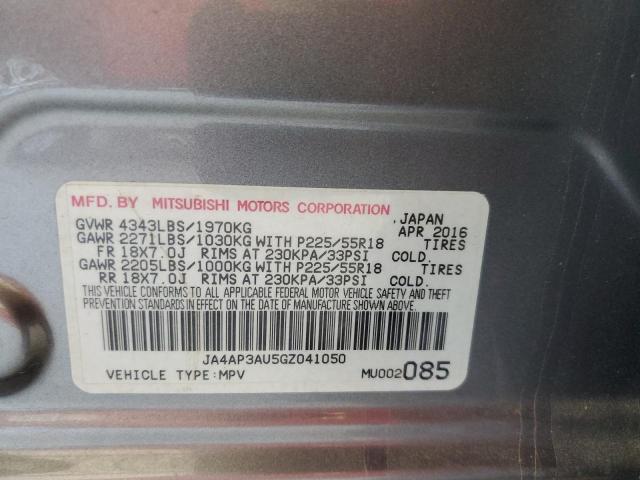 MFD. BY MITSUBISHI MOTORS CORPORATION , JAPAN
GVWR 4343LBS/1970KG APR 2016
GAWR 2271LBS/1030KG WITH P225/55R18 TIRES
FR 18X7.0J RIMS AT 230KPA/33PSI COLD.
GAWR 2205LBS/1000KG WITH P225/55R18 TIRES
RR 18X7.0J RIMS AT 230KPA/33PSI COLD.
THIS VEHICLE CONFORMS TO ALL APPLICABLE FEDERAL MOTOR VEHICLE SAFETY AND THEFT
PREVENTION STANDARDS IN EFFECT ON THE DATE OF MANUFACTURE SHOWN ABOVE.
JA4AP3AU5GZ041050
VEHICLE TYPE:MPV MU002085